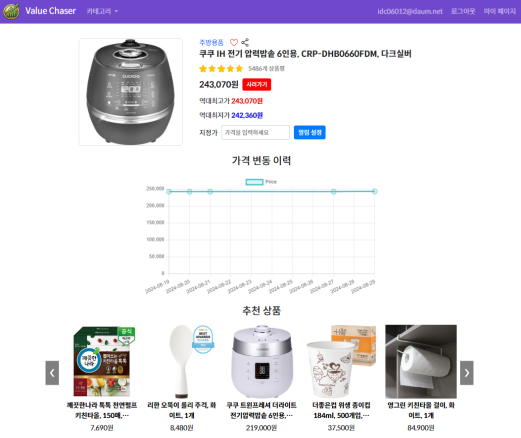 Value Chaser 카테고리 idc06012@daum.net 로그아웃 마이 페이지
주방용품
쿠쿠 IH 전기 압력밥솥 6인용, CRP-DHB0660FDM, 다크실버
5486개 상품평
243,070원 사러가기
역대최고가 243,070원
역대최저가 242,360원
지정가 가격을 입력하세요 알림 설정
가격 변동 이력
Price
250,000
200,000
150,000
100,000
50,000
0
2024-08-19 2024-08-20 2024-08-21 2024-08-22 2024-08-23 2024-08-24 2024-08-25 2024-08-26 2024-08-27 2024-08-28 2024-08-29
추천 상품
깨끗한나라 톡톡 천연펄프 키친타올, 150매,...
7,690원
리한 오뚝이 룰리 주걱, 화이트, 1개
8,480원
쿠쿠 트윈프레셔 더라이트 전기압력밥솥 6인용,...
219,000원
더좋은컵 위생 종이컵 184ml, 500개입,...
37,500원
영그린 키친타올 걸이, 화이트, 1개
84,900원